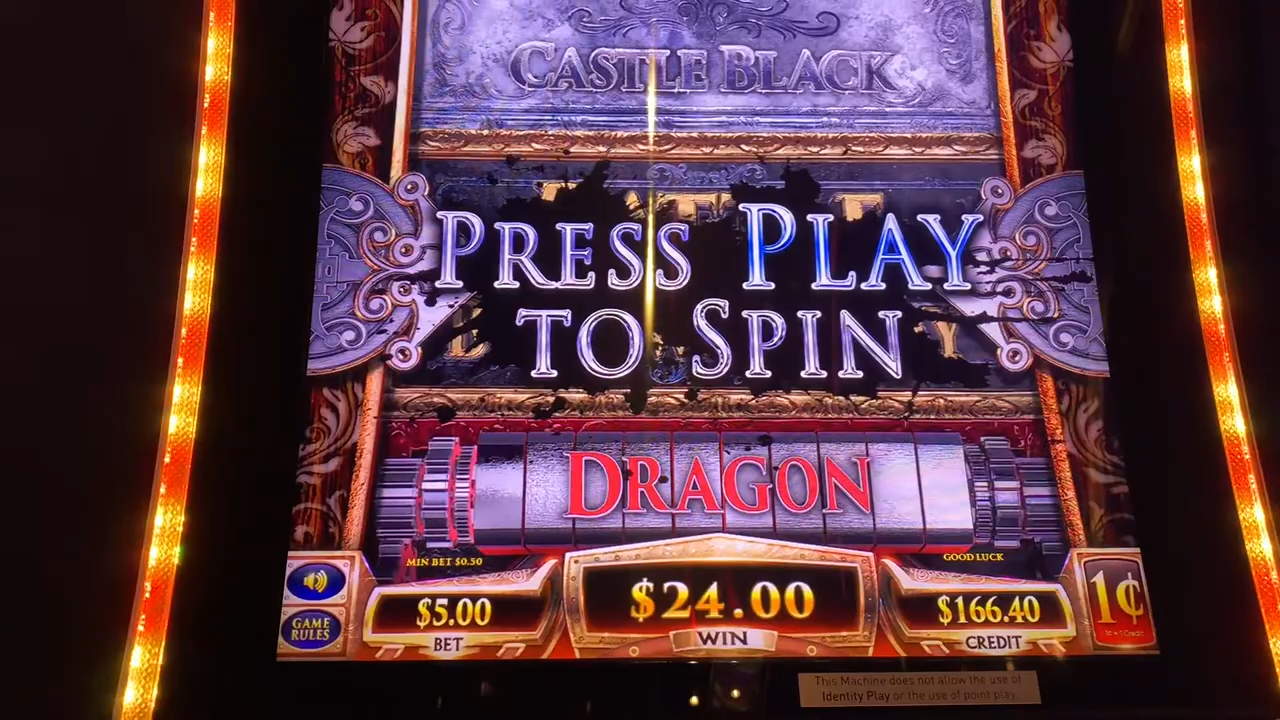 CASTLE BLACK
PRESS PLAY
TO SPIN
DRAGON
MIN BET $0.50
GOOD LUCK
$5.00
BET
$24.00
WIN
$166.40
CREDIT
GAME
RULES
1¢
This Machine does not allow the use of
Identity Play or the use of point play.